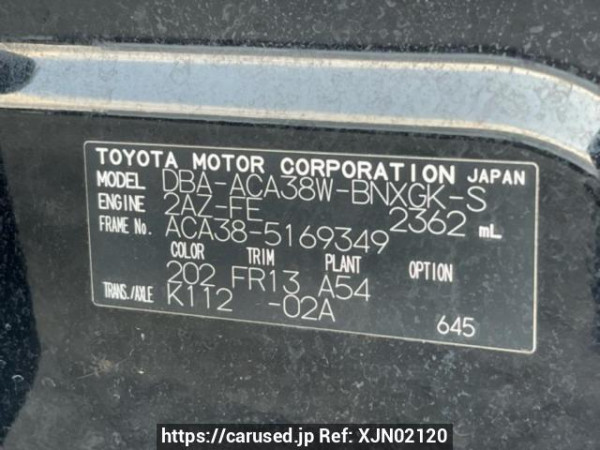 TOYOTA MOTOR CORPORATION JAPAN
MODEL DBA-ACA38W-BNXGK-S
ENGINE 2AZ-FE 2362 mL
FRAME No. ACA38-5169349
COLOR TRIM PLANT OPTION
202 FR13 A54
TRANS./AXLE K112 -02A
645
https://carused.jp Ref: XJN02120